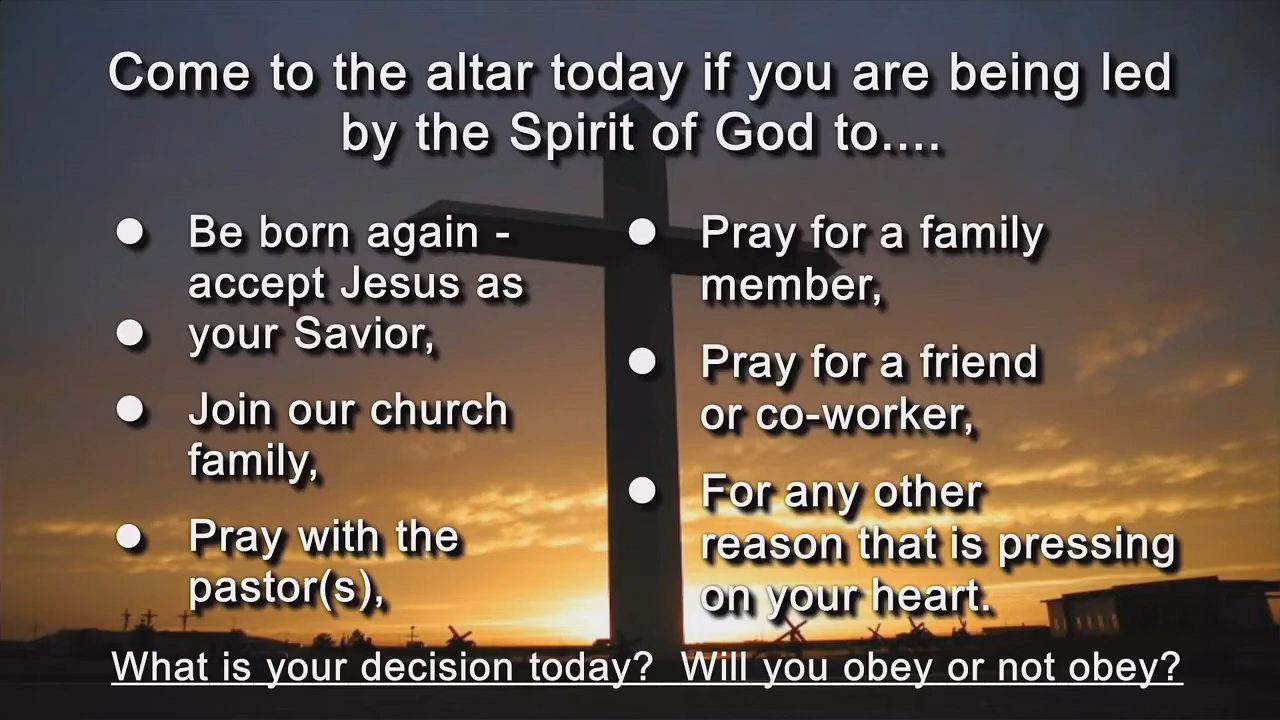 Come to the altar today if you are being led
by the Spirit of God to....
● Be born again -
accept Jesus as
● your Savior,
● Join our church
family,
● Pray with the
pastor(s),
● Pray for a family
member,
● Pray for a friend
or co-worker,
● For any other
reason that is pressing
on your heart.
What is your decision today? Will you obey or not obey?